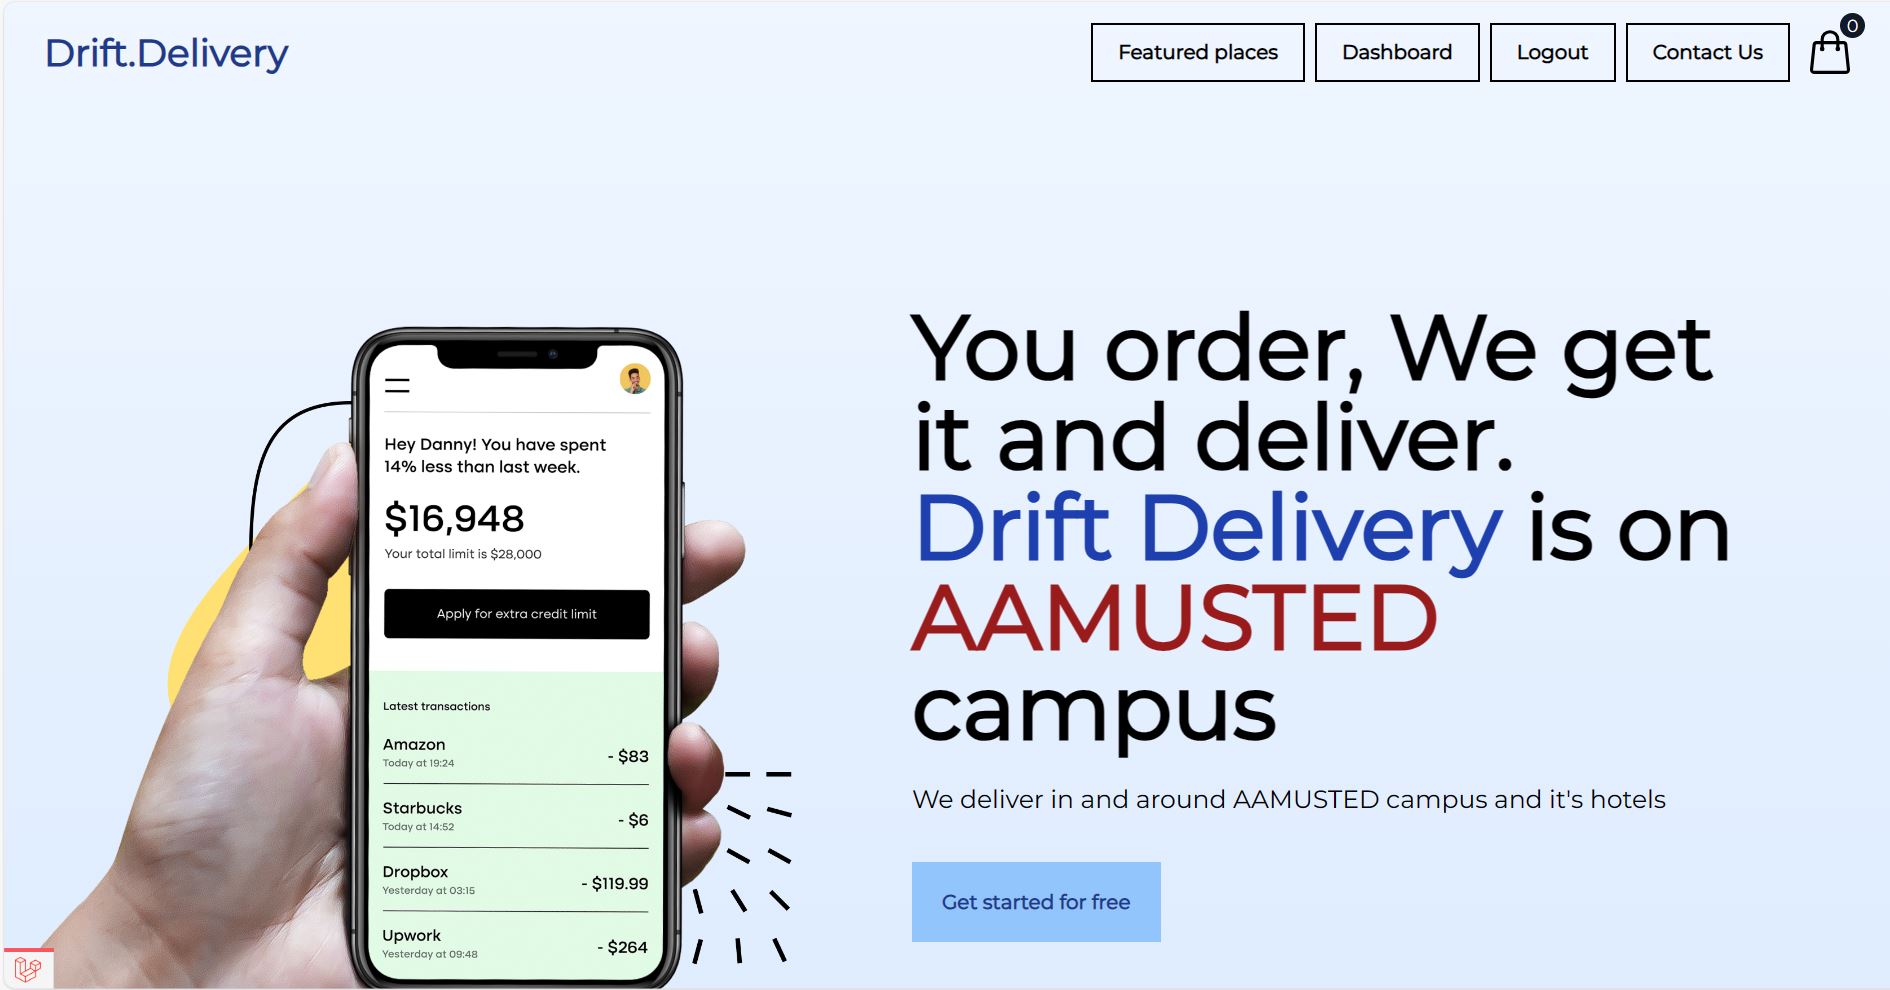 Drift.Delivery
Featured places
Dashboard
Logout
Contact Us
0
You order, We get
it and deliver.
Drift Delivery is on
AAMUSTED
campus
We deliver in and around AAMUSTED campus and it's hotels
Get started for free
Hey Danny! You have spent
14% less than last week.
$16,948
Your total limit is $28,000
Apply for extra credit limit
Latest transactions
Amazon
Today at 19:24
- $83
Starbucks
Today at 14:52
- $6
Dropbox
Yesterday at 03:15
- $119.99
Upwork
Yesterday at 09:48
- $264